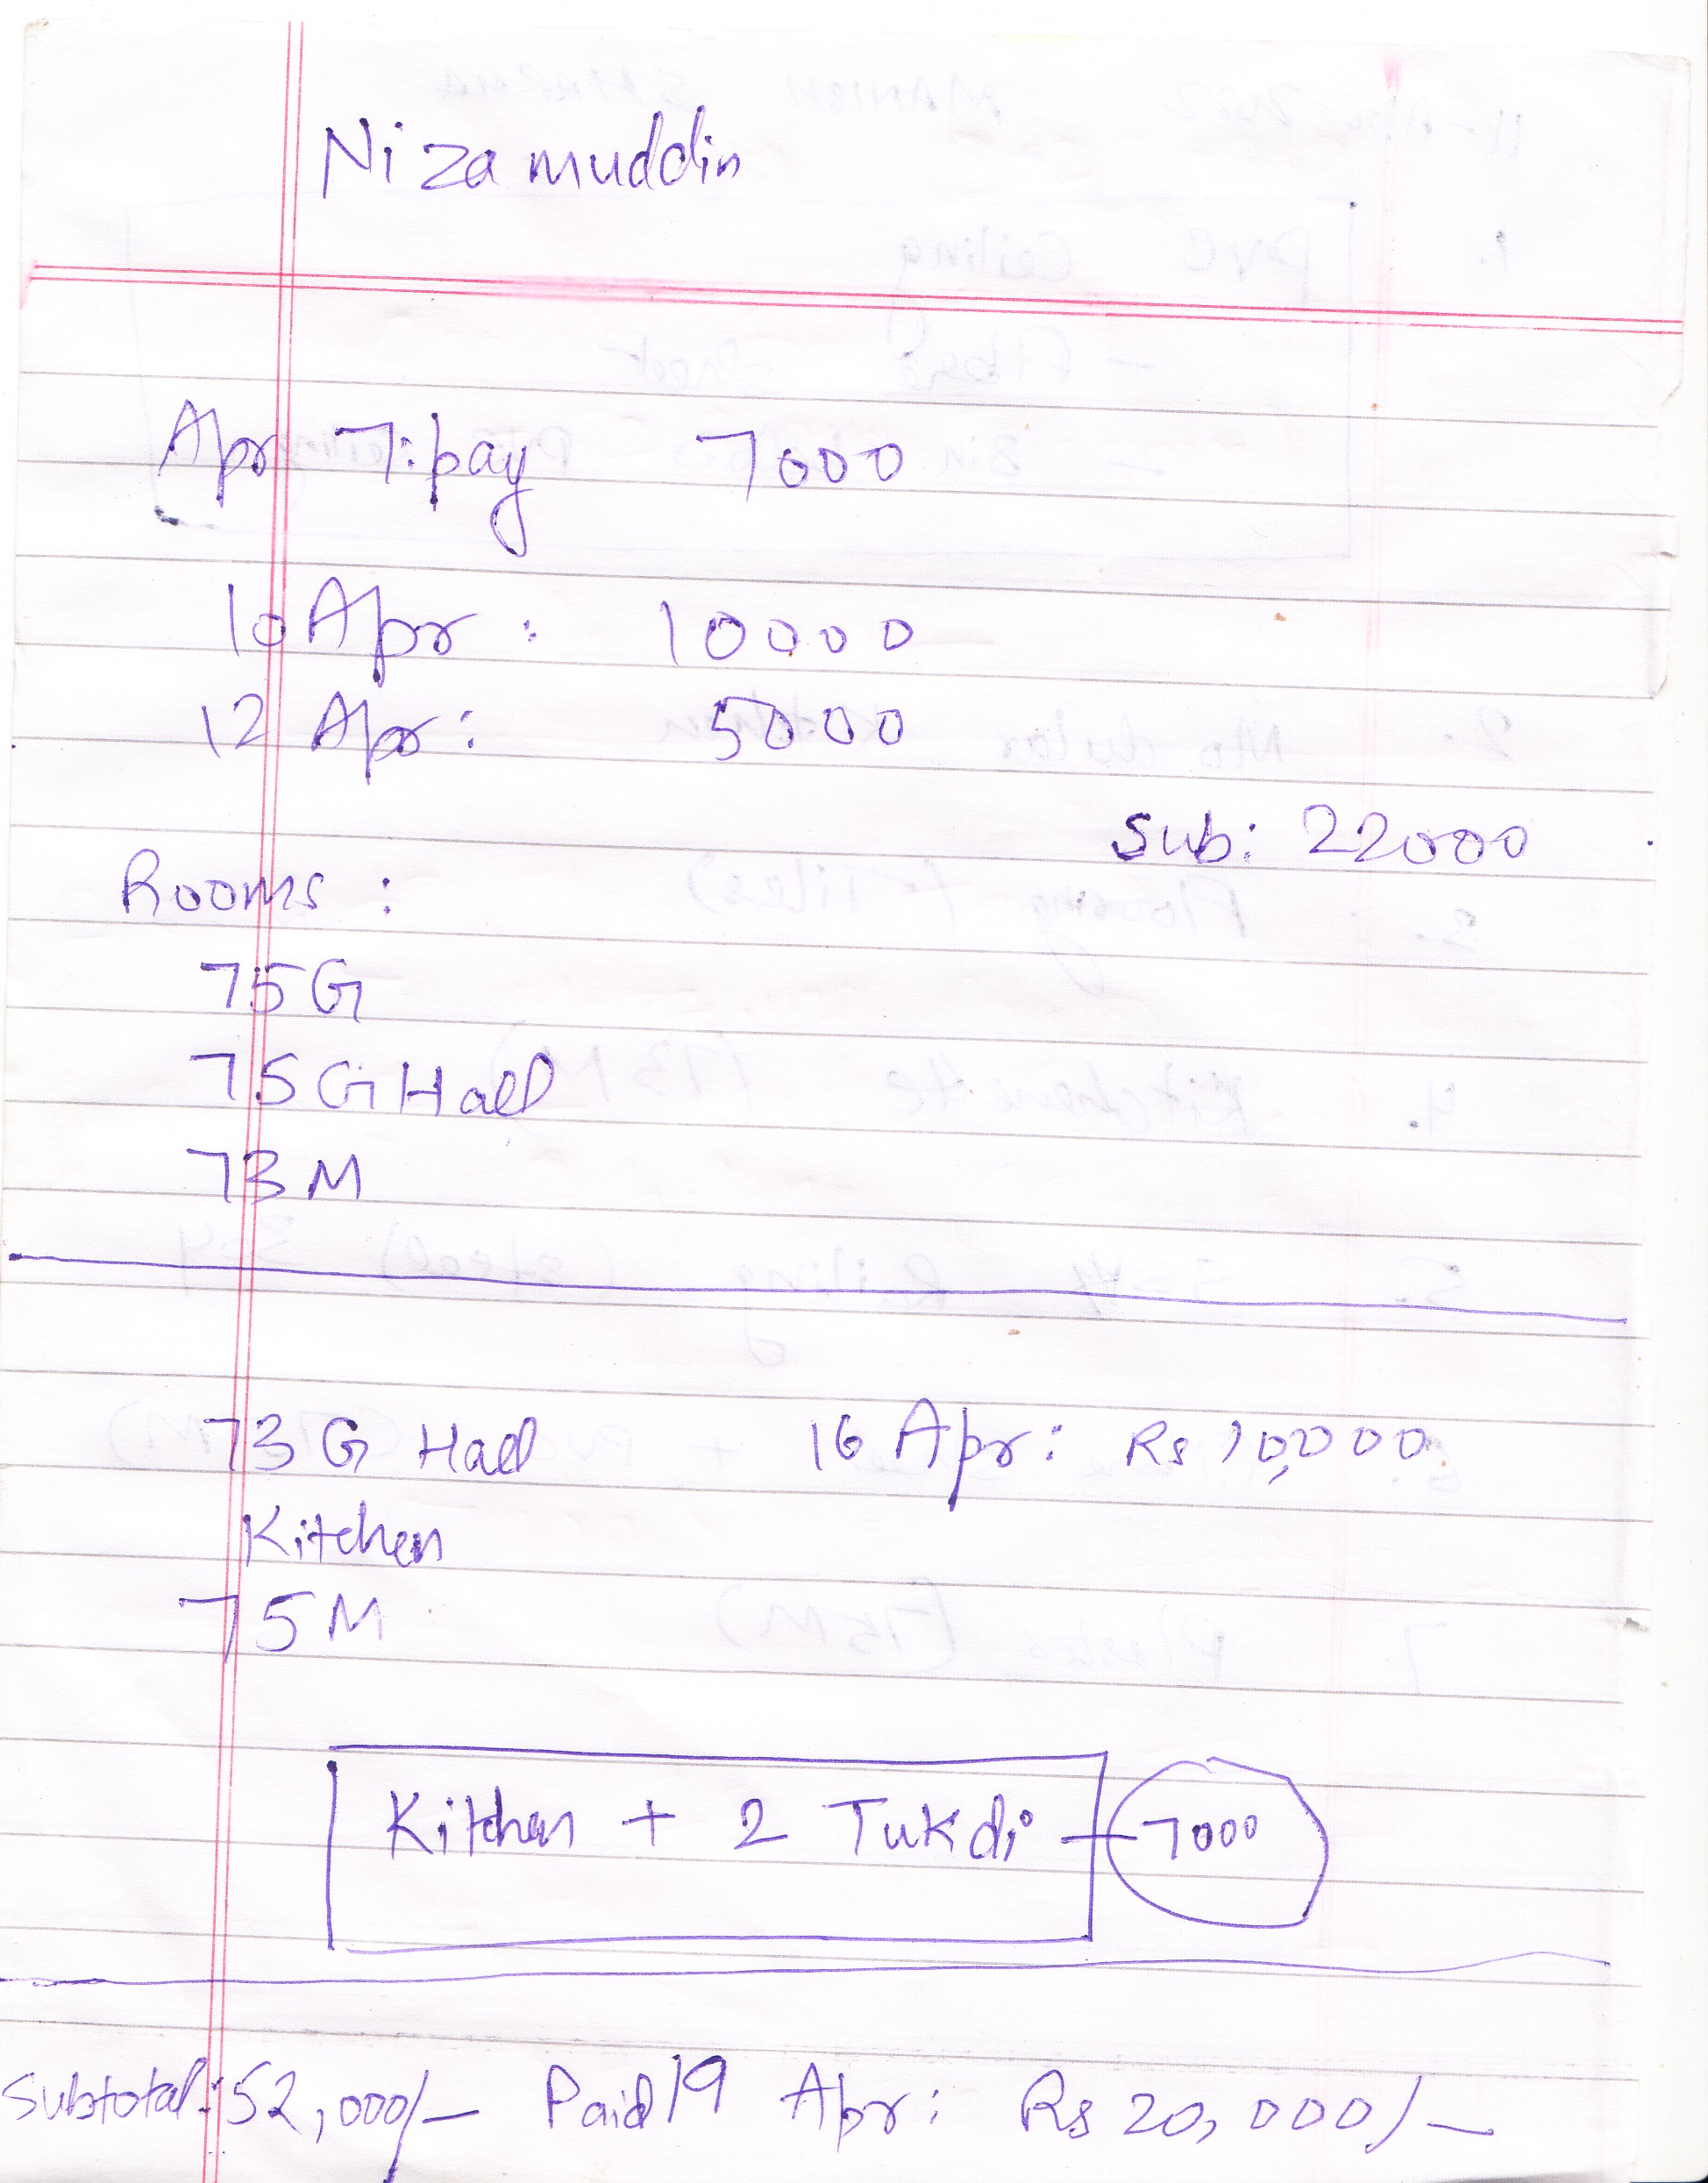 Nizamuddin
Apr 7: pay 7000
10 Apr : 10000
12 Apr : 5000
Sub: 22000
Rooms :
75G
75G Hall
73M
73 G Hall 16 Apr: Rs 10,000
Kitchen
75M
Kitchen + 2 Tukdi - 7000
Subtotal: 52,000/- Paid 19 Apr : Rs 20,000/-